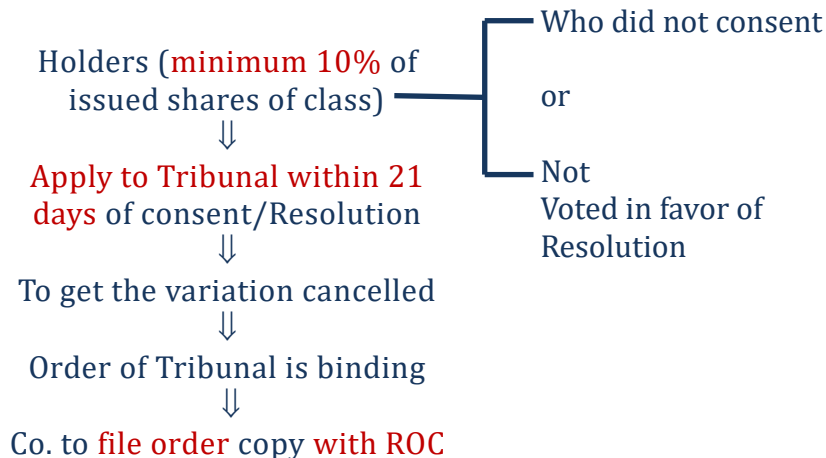 Holders (minimum 10% of
issued shares of class)
Who did not consent
or
Not
Voted in favor of
Resolution
⇓
Apply to Tribunal within 21
days of consent/Resolution
⇓
To get the variation cancelled
⇓
Order of Tribunal is binding
⇓
Co. to file order copy with ROC